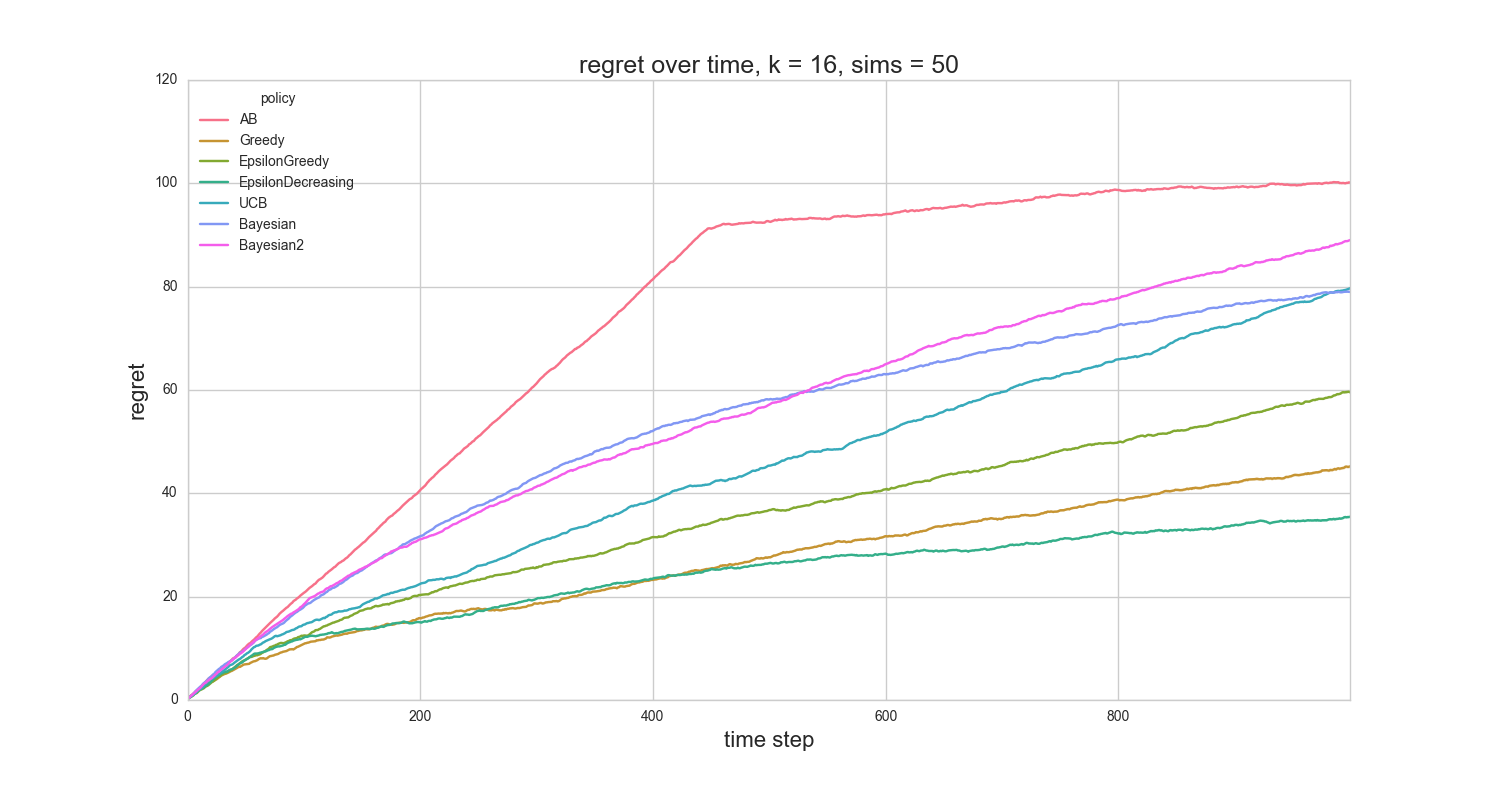 regret over time, k = 16, sims = 50
120
policy
AB
Greedy
EpsilonGreedy
EpsilonDecreasing
UCB
Bayesian
Bayesian2
100
80
60
40
20
0
regret
0 200 400 600 800
time step